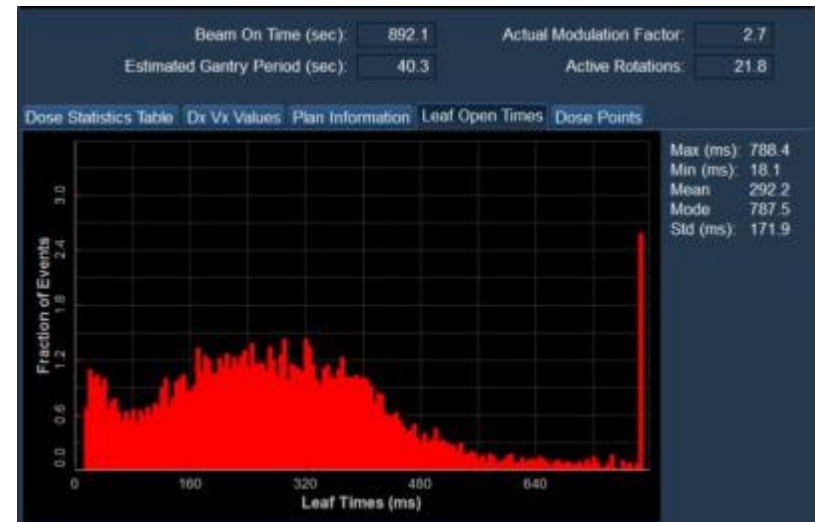 Beam On Time (sec): 892.1 Actual Modulation Factor: 2.7
Estimated Gantry Period (sec): 40.3 Active Rotations: 21.8
Dose Statistics Table Dx Vx Values Plan Information Leaf Open Times Dose Points
Max (ms): 788.4
Min (ms): 18.1
Mean 292.2
Mode 787.5
Std (ms): 171.9
Fraction of Events
3.0
2.4
1.8
1.2
0.6
0.0
0 160 320 480 640
Leaf Times (ms)